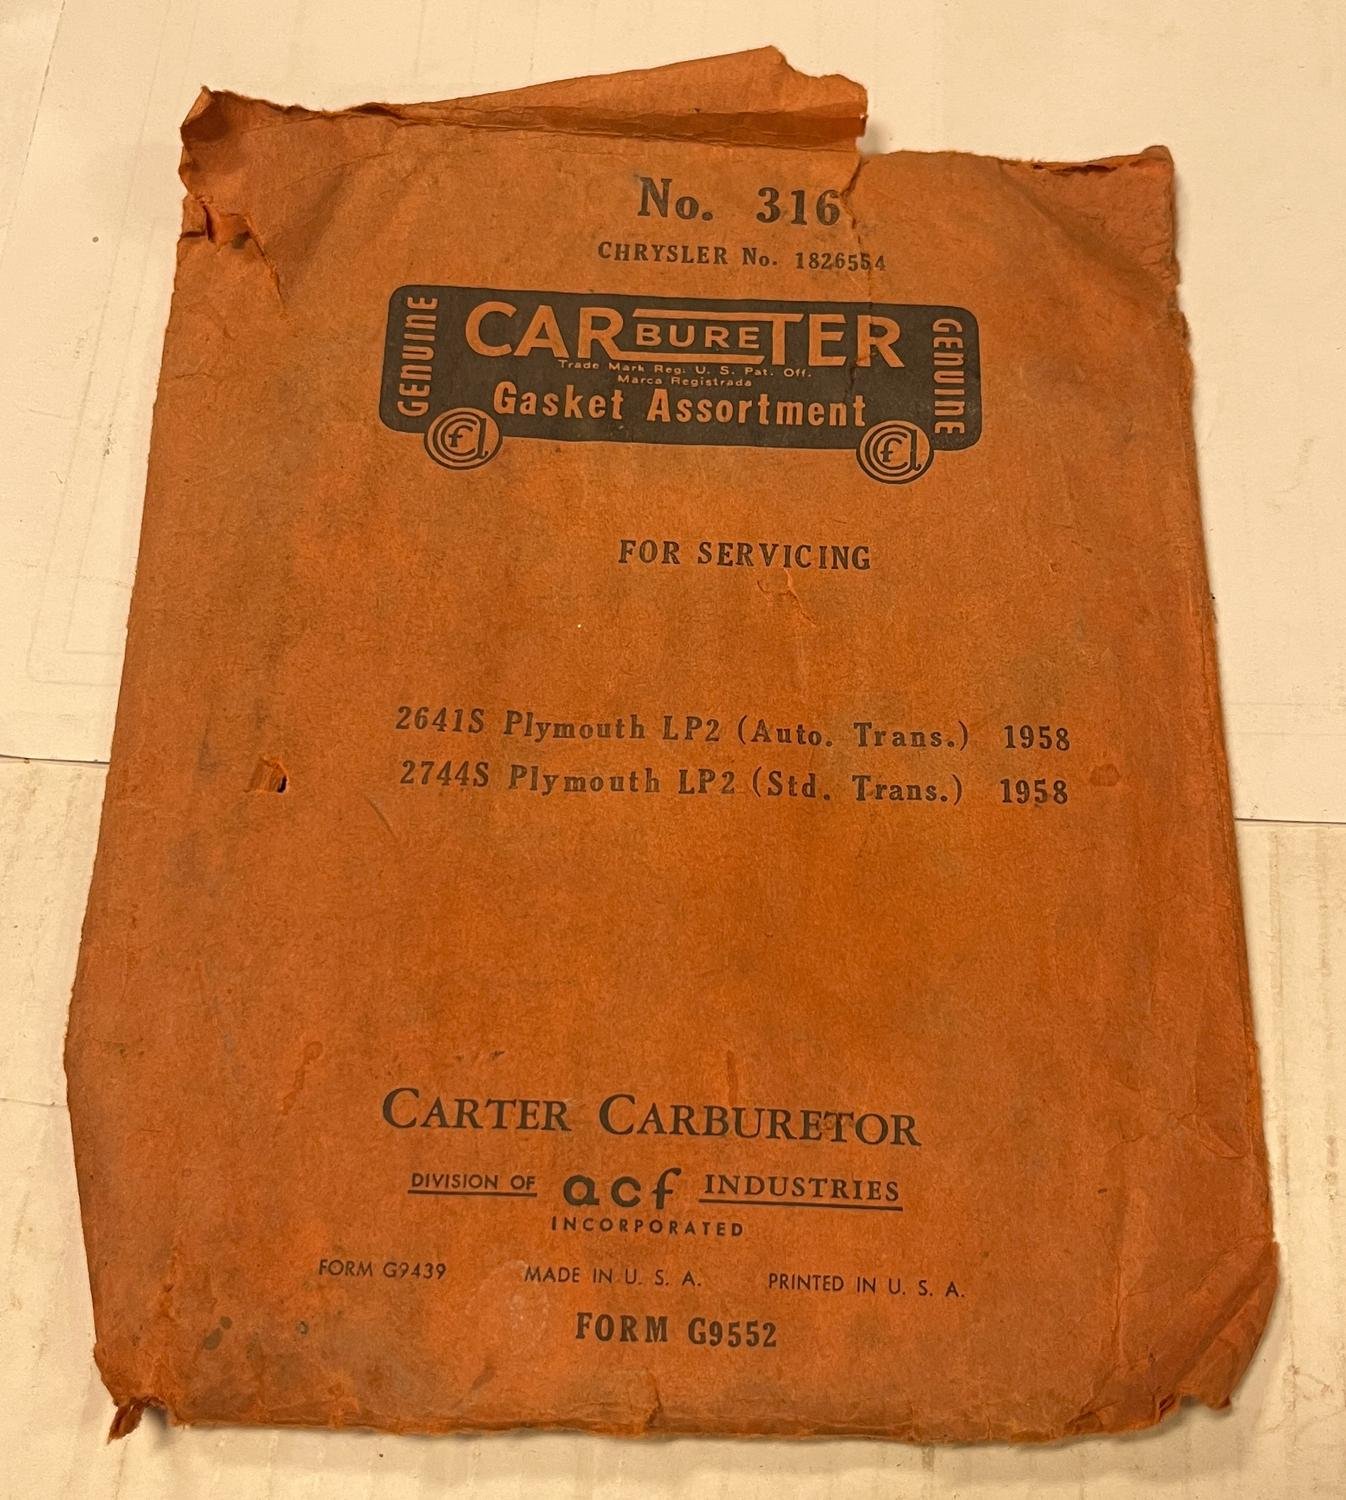 No. 316
CHRYSLER No. 1826554
GENUINE
CARBURETER
GENUINE
Trade Mark Reg. U. S. Pat. Off.
Marca Registrada
Gasket Assortment
acf
acf
FOR SERVICING
2641S Plymouth LP2 (Auto. Trans.) 1958
2744S Plymouth LP2 (Std. Trans.) 1958
CARTER CARBURETOR
DIVISION OF acf INDUSTRIES
INCORPORATED
FORM G9439 MADE IN U. S. A. PRINTED IN U. S. A.
FORM G9552